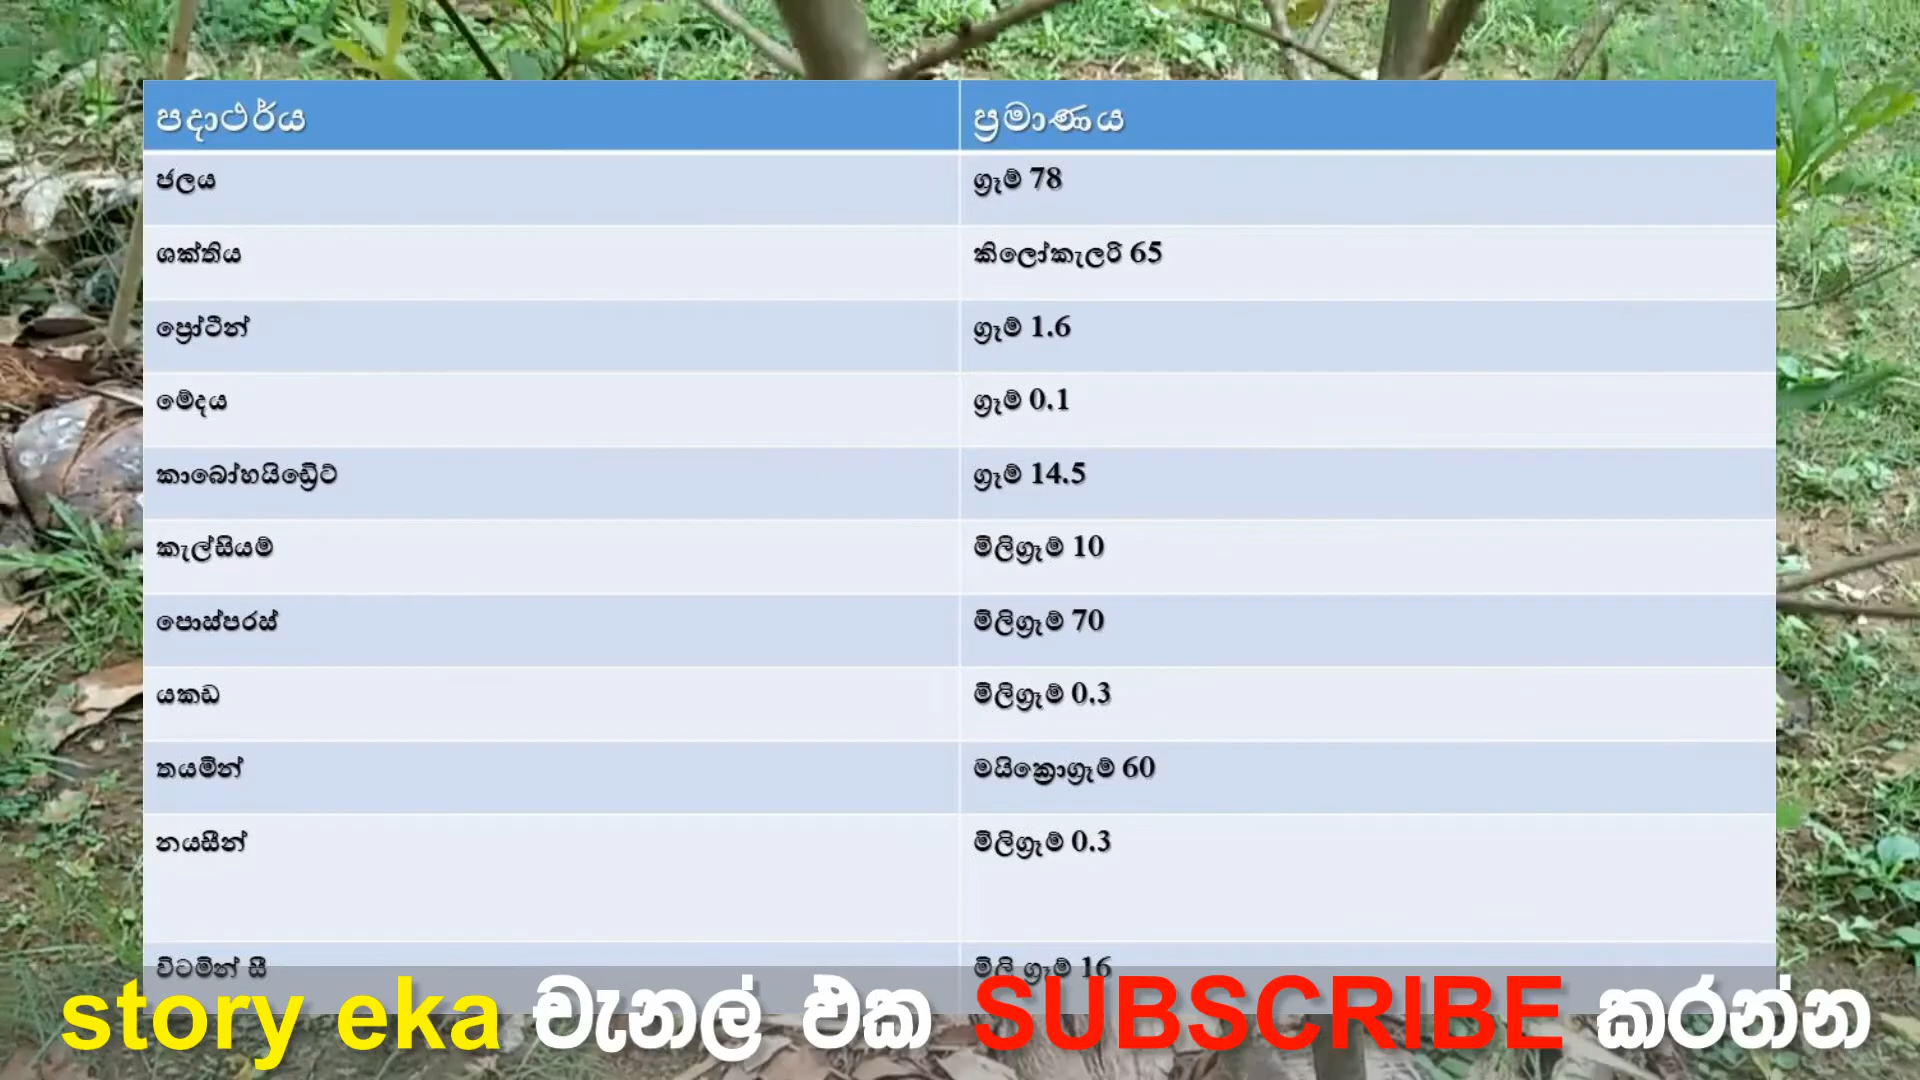 පදාර්ථය ප්‍රමාණය
ජලය ග්‍රෑම් 78
ශක්තිය කිලෝකැලරි 65
ප්‍රෝටීන් ග්‍රෑම් 1.6
මේදය ග්‍රෑම් 0.1
කාබෝහයිඩ්‍රේට් ග්‍රෑම් 14.5
කැල්සියම් මිලිග්‍රෑම් 10
පොස්පරස් මිලිග්‍රෑම් 70
යකඩ මිලිග්‍රෑම් 0.3
තයමින් මයික්‍රොග්‍රෑම් 60
නයසීන් මිලිග්‍රෑම් 0.3
විටමින් සී මිලි ග්‍රෑම් 16
story eka චැනල් එක SUBSCRIBE කරන්න